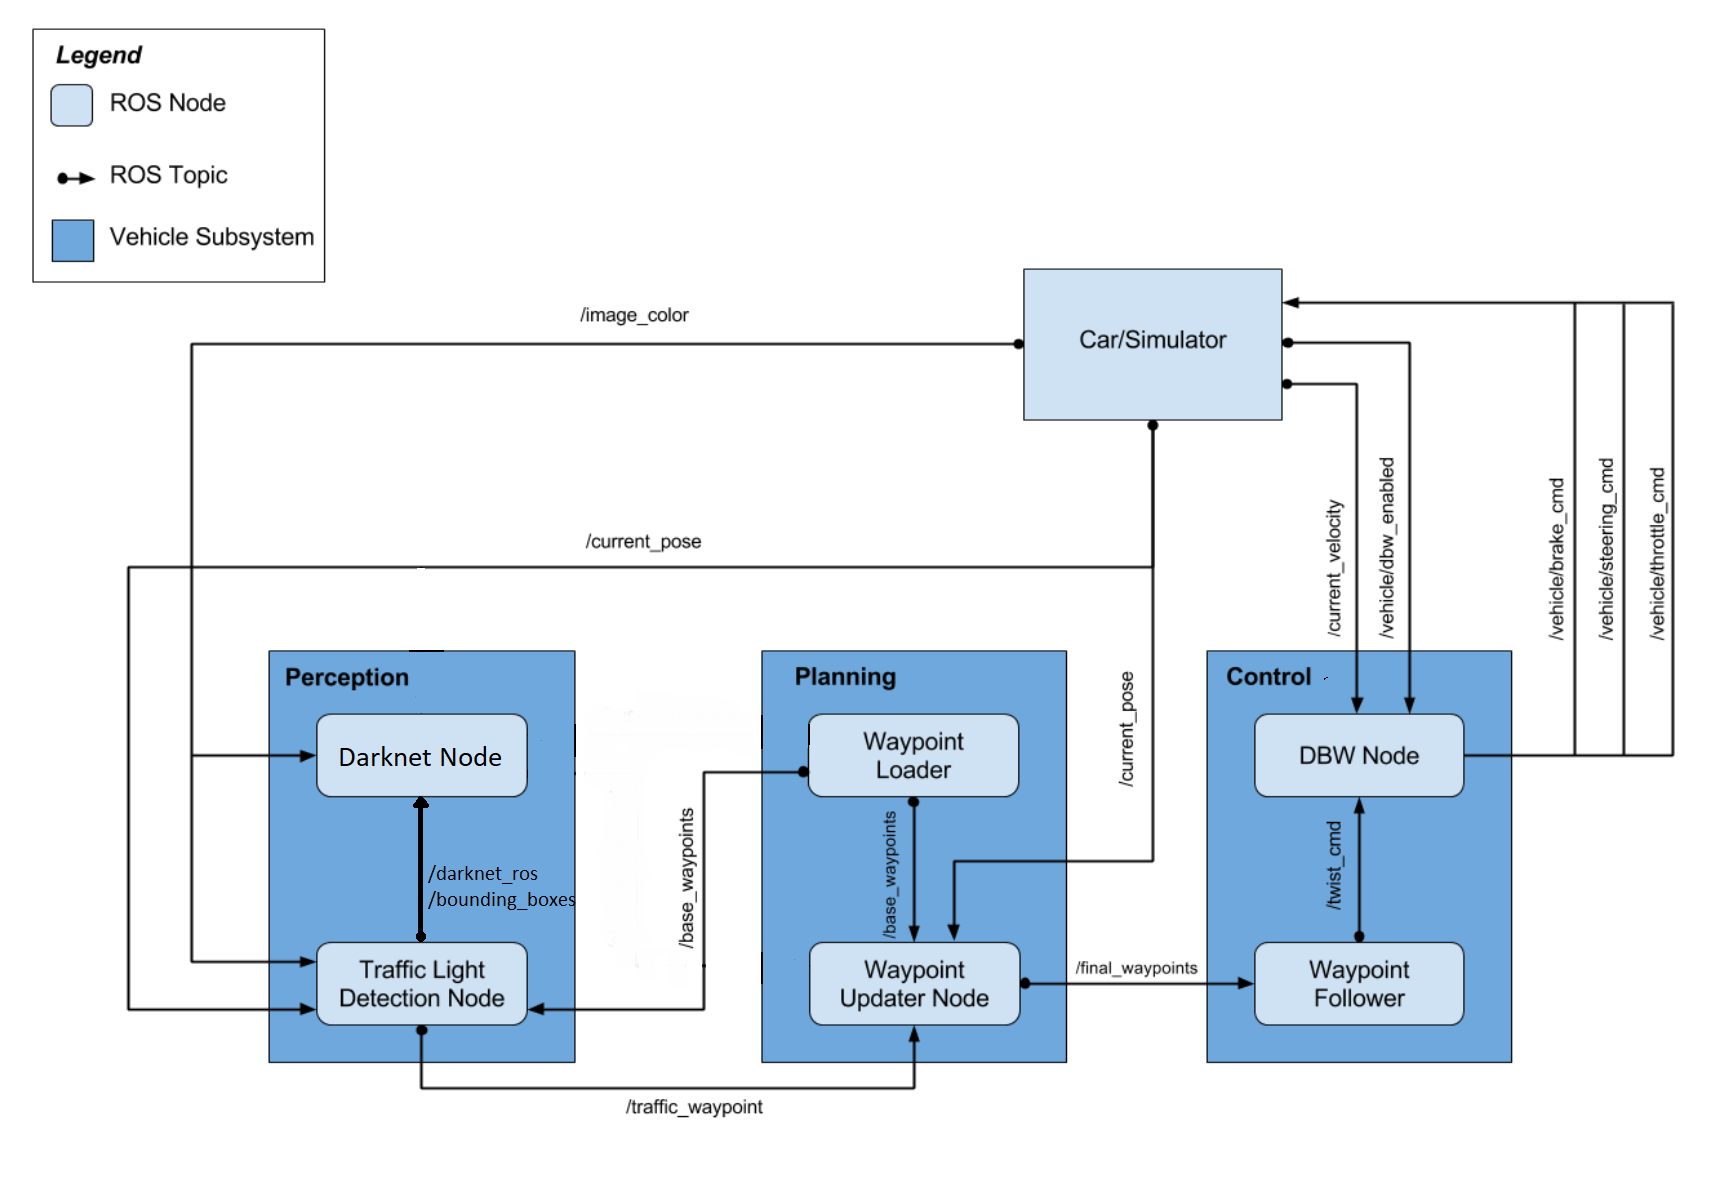 Legend
ROS Node
ROS Topic
Vehicle Subsystem
/image_color
Car/Simulator
/current_pose
/current_velocity
/vehicle/dbw_enabled
/vehicle/brake_cmd
/vehicle/steering_cmd
/vehicle/throttle_cmd
Perception
Darknet Node
/darknet_ros
/bounding_boxes
Traffic Light
Detection Node
/base_waypoints
Planning
Waypoint
Loader
/base_waypoints
/current_pose
Waypoint
Updater Node
/final_waypoints
Control
DBW Node
/twist_cmd
Waypoint
Follower
/traffic_waypoint